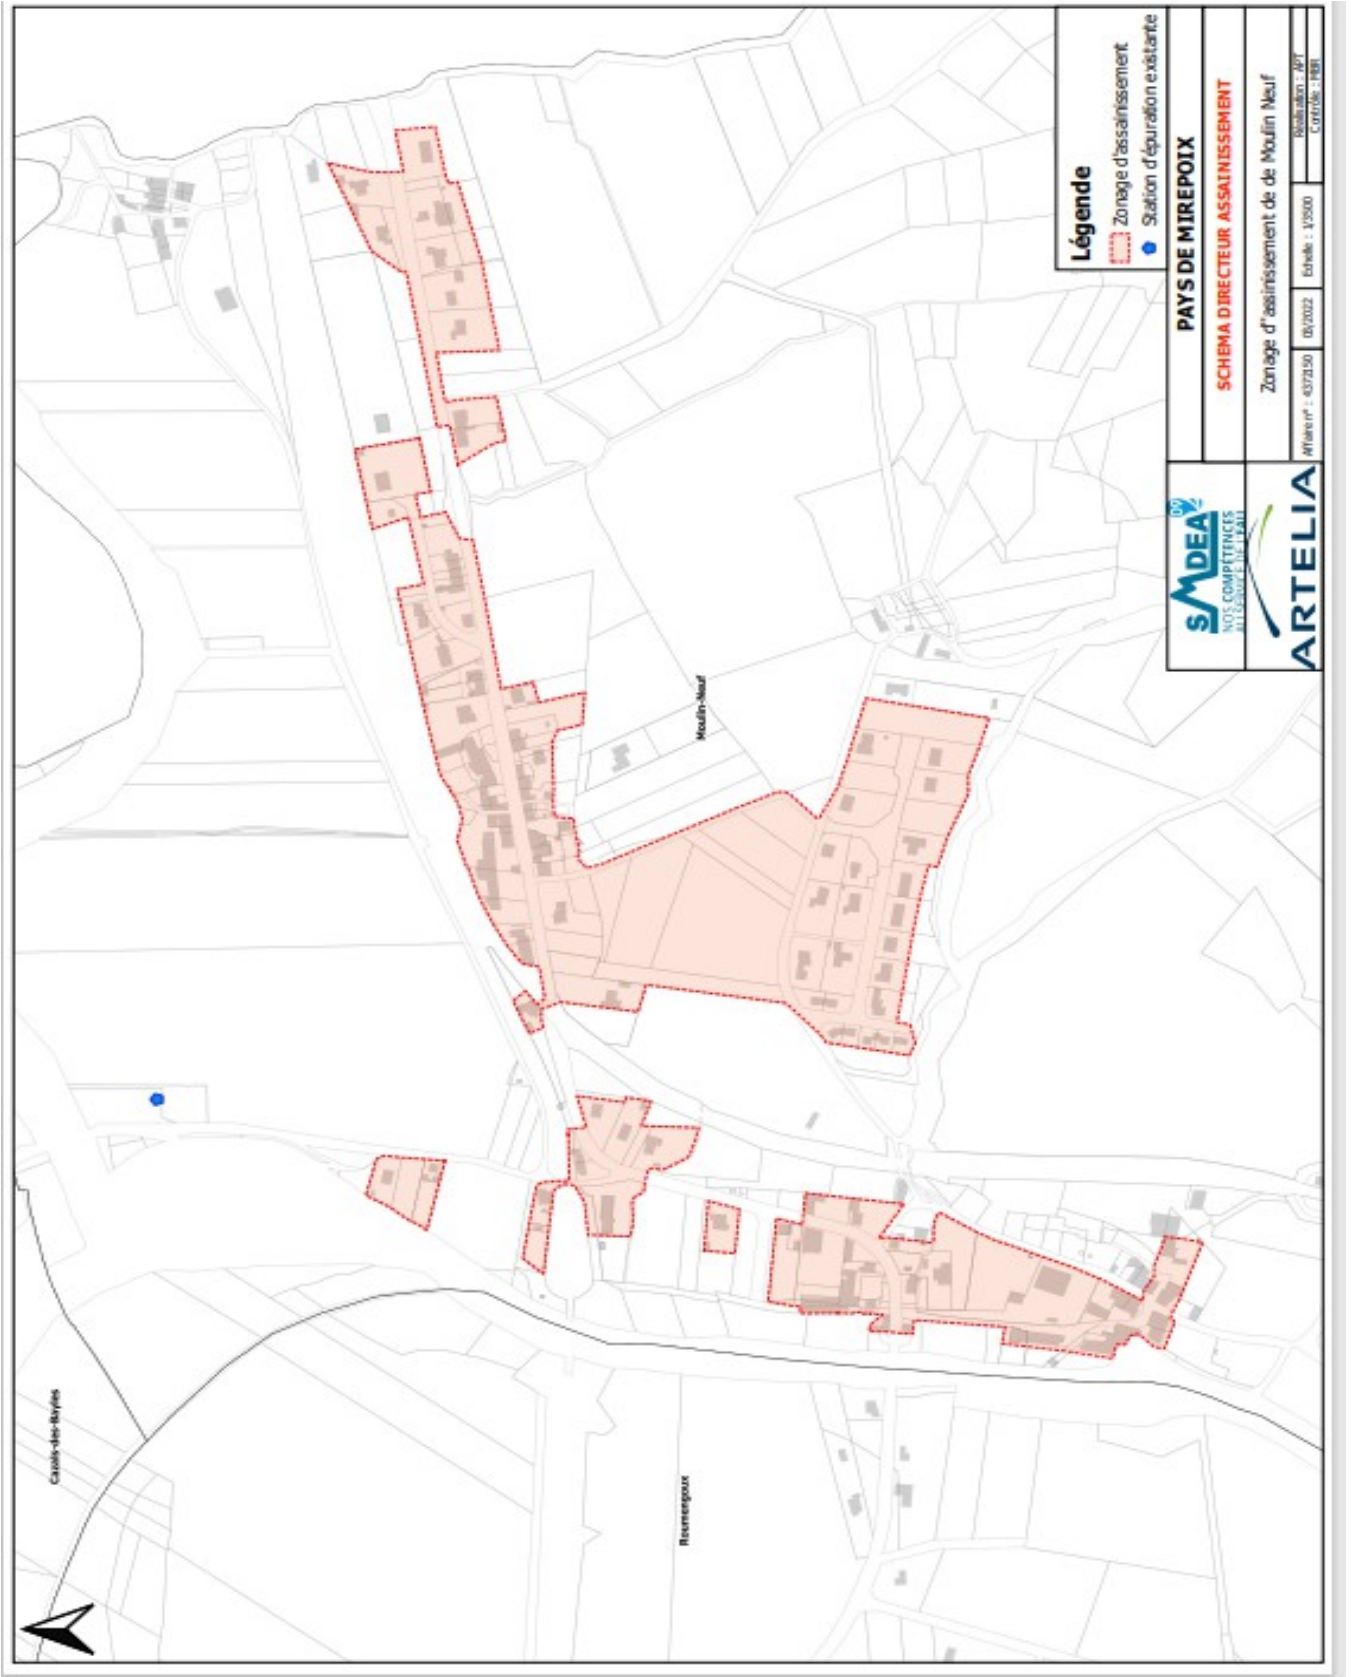 Légende
Zonage d'assainissement
Station d'épuration existante
PAYS DE MIREPOIX
SCHEMA DIRECTEUR ASSAINISSEMENT
Zonage d'assinissement de de Moulin Neuf
Affaire n° : 4372150
05/2022
Echelle : 1/3500
Réalisation : APT
Contrôle : MBR
SMDEA 09
NOS COMPÉTENCES
AU SERVICE DE L'EAU
ARTELIA
Moulin-Neuf
Cazals-des-Baylès
Roumengoux